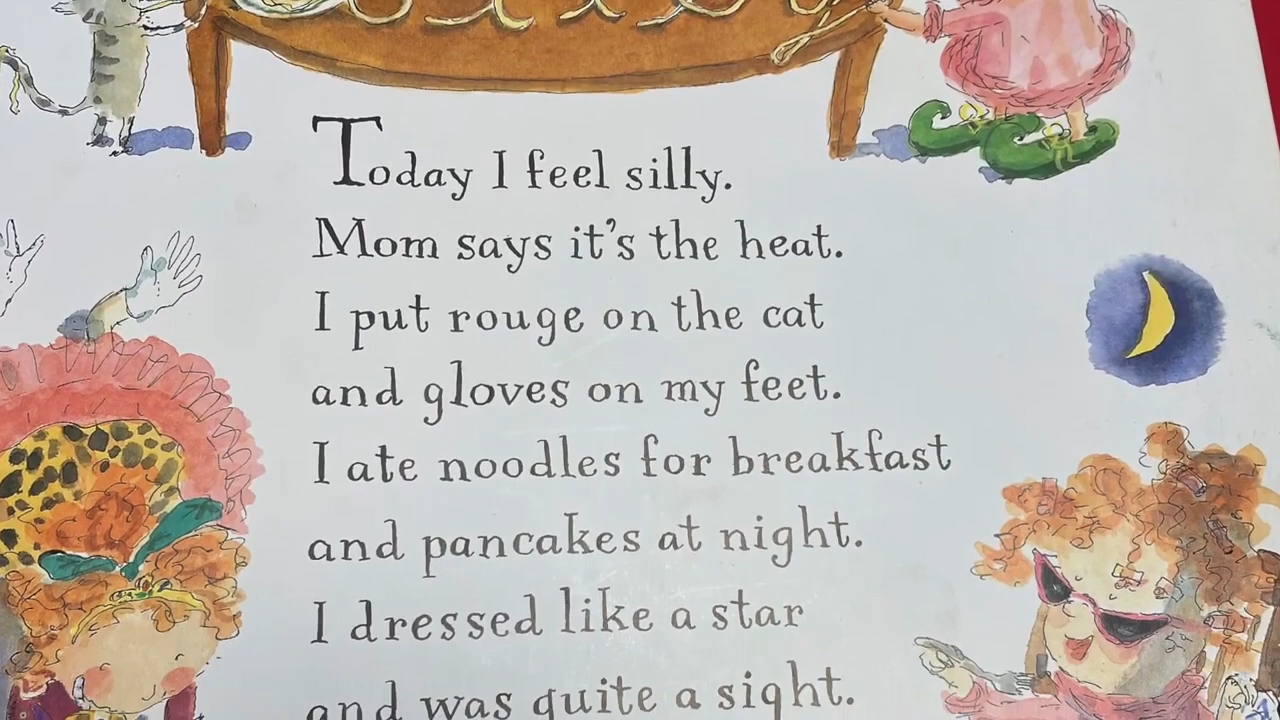 Today I feel silly.
Mom says it's the heat.
I put rouge on the cat
and gloves on my feet.
I ate noodles for breakfast
and pancakes at night.
I dressed like a star
and was quite a sight.